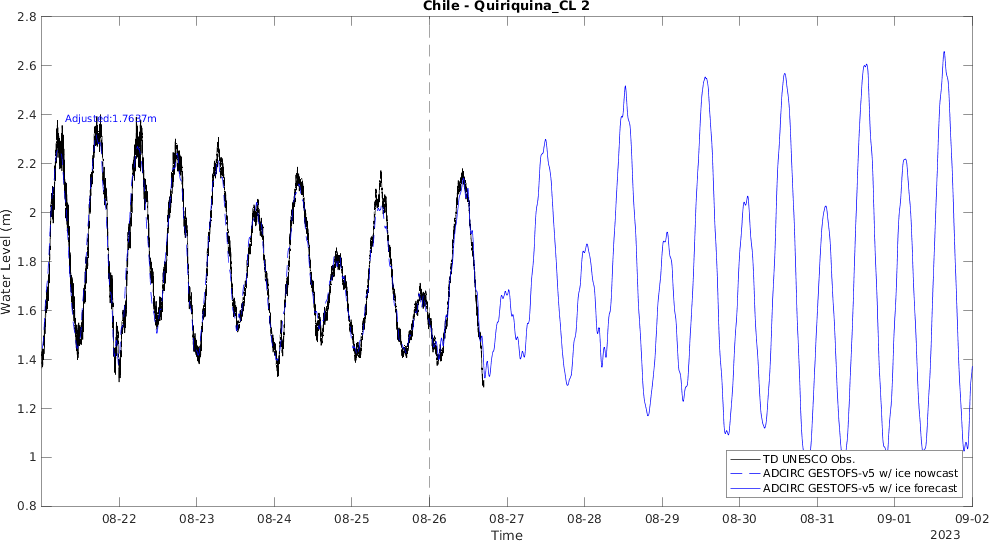 Chile - Quiriquina_CL 2
2.8
2.6
2.4
2.2
2
1.8
1.6
1.4
1.2
1
0.8
Water Level (m)
Adjusted:1.7637m
TD UNESCO Obs.
ADCIRC GESTOFS-v5 w/ ice nowcast
ADCIRC GESTOFS-v5 w/ ice forecast
08-22 08-23 08-24 08-25 08-26 08-27 08-28 08-29 08-30 08-31 09-01 09-02
Time
2023